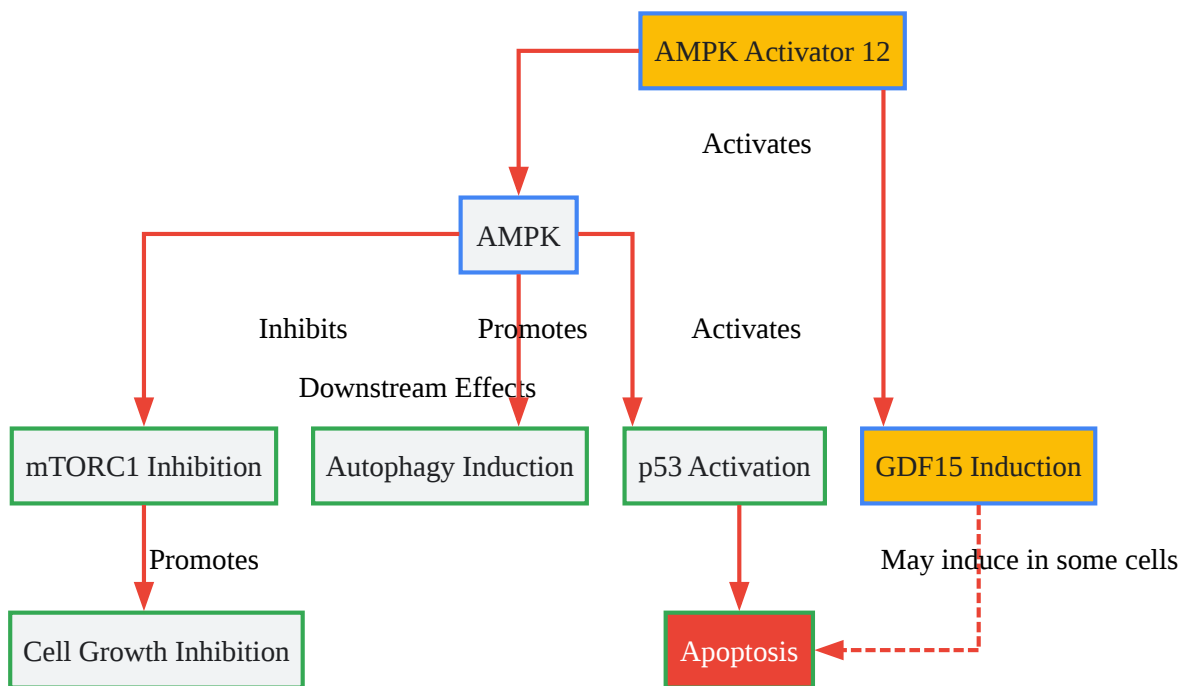 AMPK Activator 12
Activates
AMPK
Inhibits
Promotes
Activates
Downstream Effects
mTORC1 Inhibition
Autophagy Induction
p53 Activation
GDF15 Induction
Promotes
May induce in some cells
Cell Growth Inhibition
Apoptosis